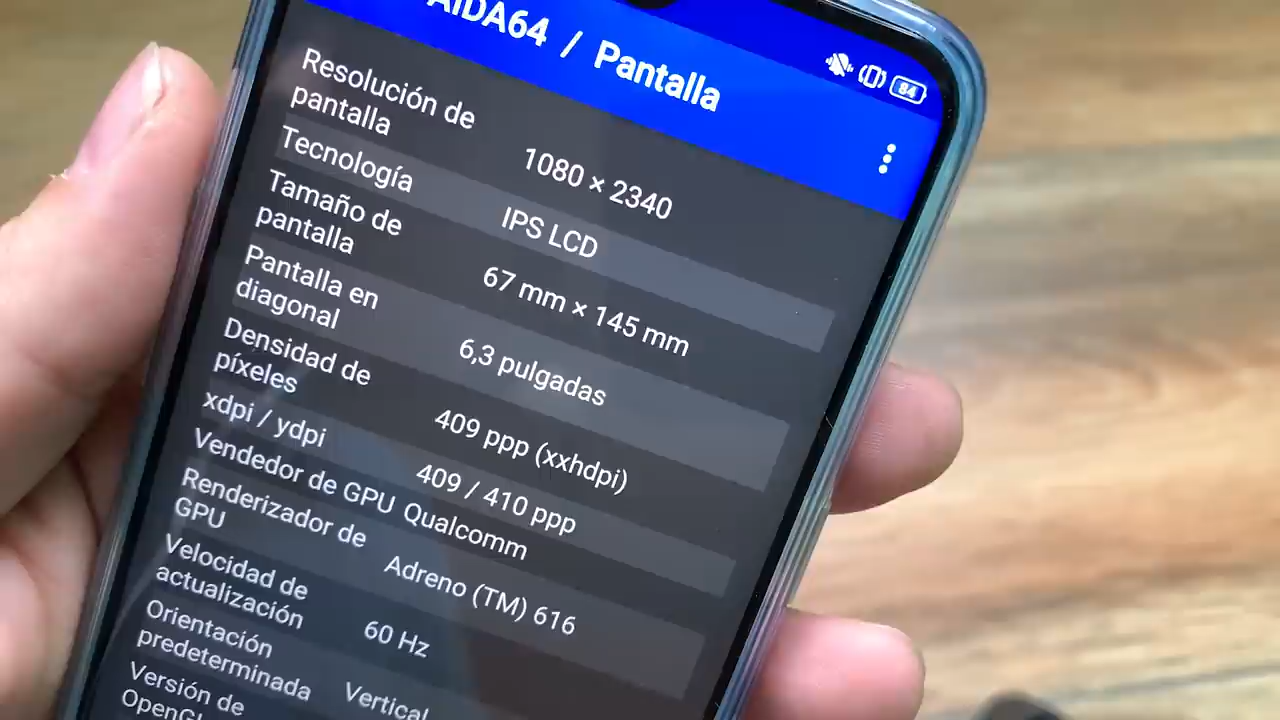 AIDA64 / Pantalla
84
Resolución de
pantalla
1080 × 2340
Tecnología
IPS LCD
Tamaño de
pantalla
67 mm × 145 mm
Pantalla en
diagonal
6,3 pulgadas
Densidad de
píxeles
409 ppp (xxhdpi)
xdpi / ydpi
409 / 410 ppp
Vendedor de GPU
Qualcomm
Renderizador de
GPU
Adreno (TM) 616
Velocidad de
actualización
60 Hz
Orientación
predeterminada
Vertical
Versión de